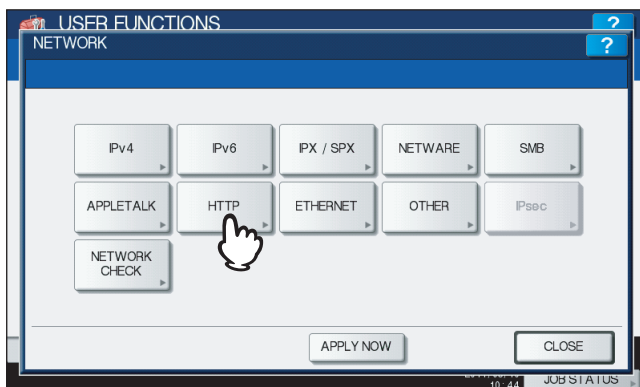 USER FUNCTIONS
?
NETWORK
?
IPv4
IPv6
IPX / SPX
NETWARE
SMB
APPLETALK
HTTP
ETHERNET
OTHER
IPsec
NETWORK
CHECK
APPLY NOW
CLOSE
10:44
JOB STATUS